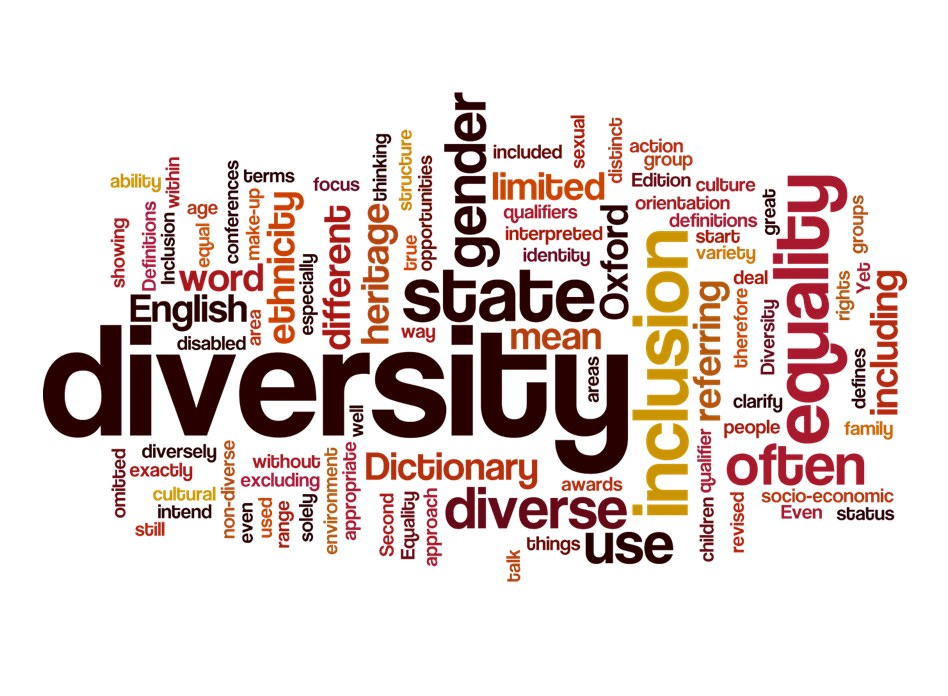 gender
included
sexual
distinct
action
group
thinking
structure
opportunities
limited
Edition
culture
within
ability
conferences
terms
focus
qualifiers
orientation
definitions
great
equality
groups
age
make-up
ethnicity
different
heritage
true
interpreted
Oxford
start
variety
showing
Definitions
Inclusion
equal
especially
identity
inclusion
word
state
deal
rights
Yet
including
English
area
way
mean
referring
therefore
Diversity
disabled
diversity
areas
defines
clarify
well
people
family
omitted
diversely
exactly
non-diverse
without
excluding
environment
appropriate
Dictionary
awards
qualifier
often
cultural
intend
still
even
used
range
solely
Second
Equality
approach
diverse
children
revised
socio-economic
Even
status
things
use
talk